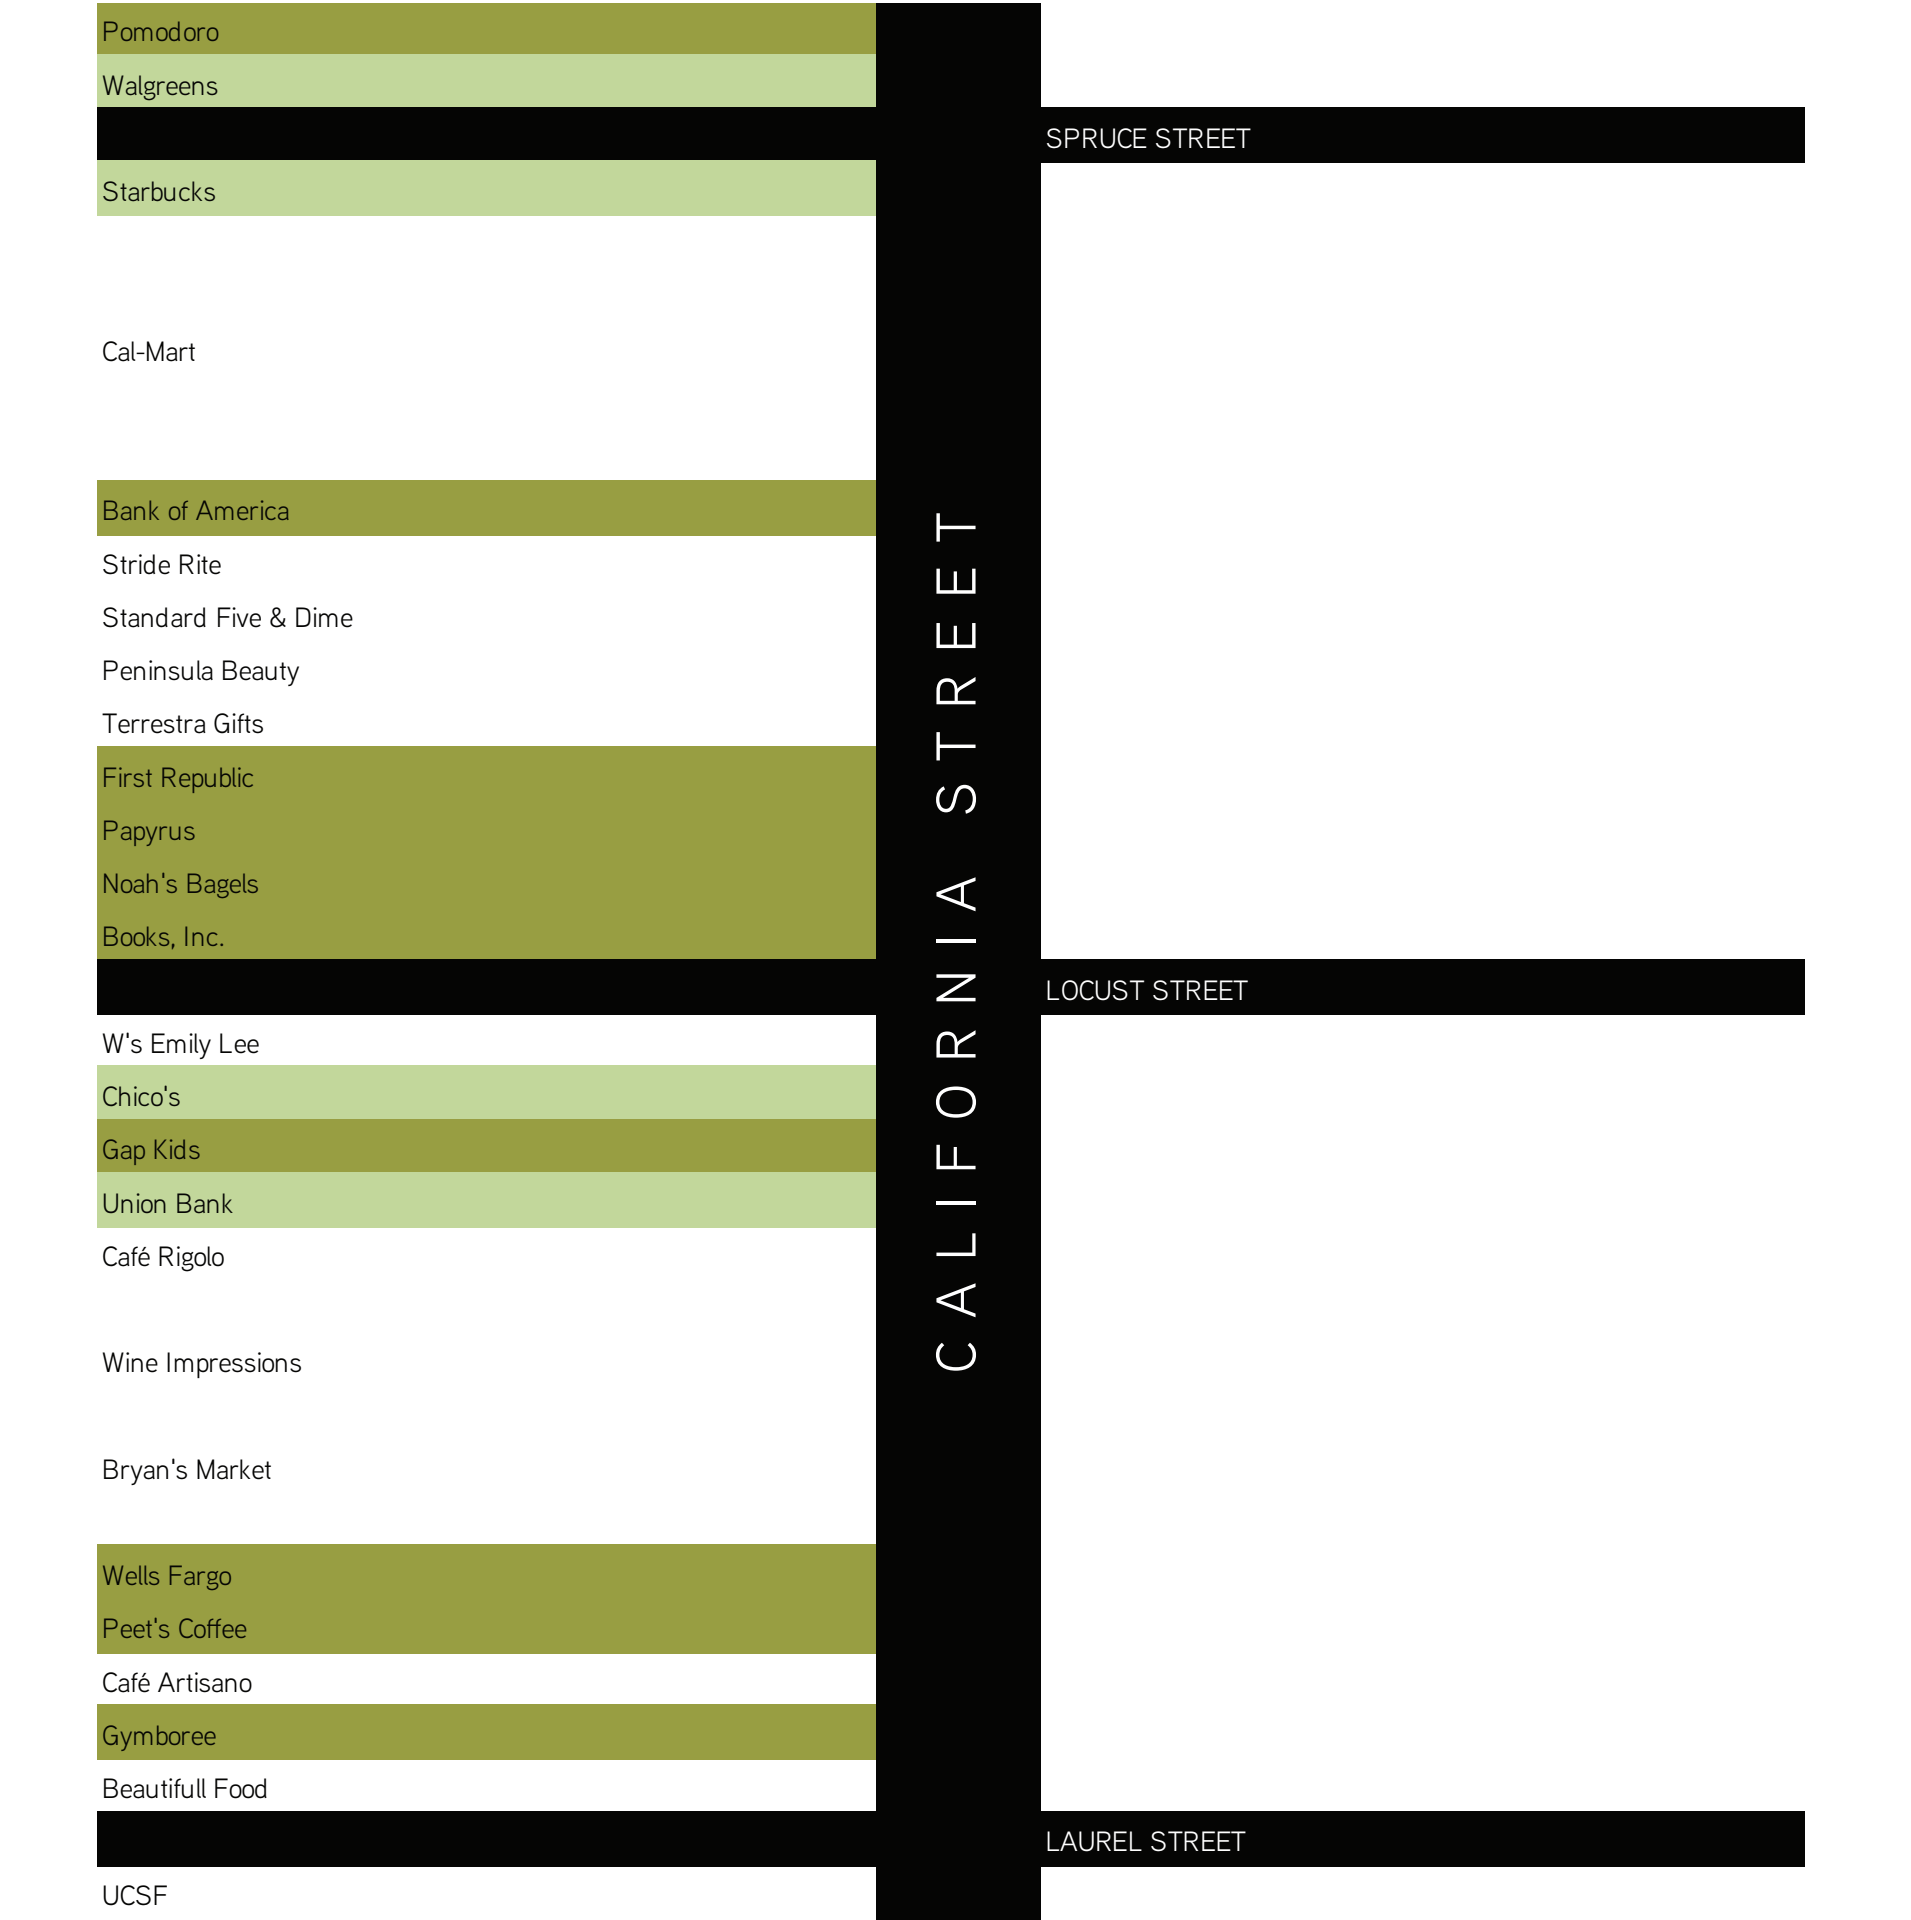 Pomodoro
Walgreens
SPRUCE STREET
Starbucks
Cal-Mart
Bank of America
Stride Rite
Standard Five & Dime
Peninsula Beauty
Terrestra Gifts
First Republic
Papyrus
Noah's Bagels
Books, Inc.
CALIFORNIA STREET
LOCUST STREET
W's Emily Lee
Chico's
Gap Kids
Union Bank
Café Rigolo
Wine Impressions
Bryan's Market
Wells Fargo
Peet's Coffee
Café Artisano
Gymboree
Beautifull Food
LAUREL STREET
UCSF